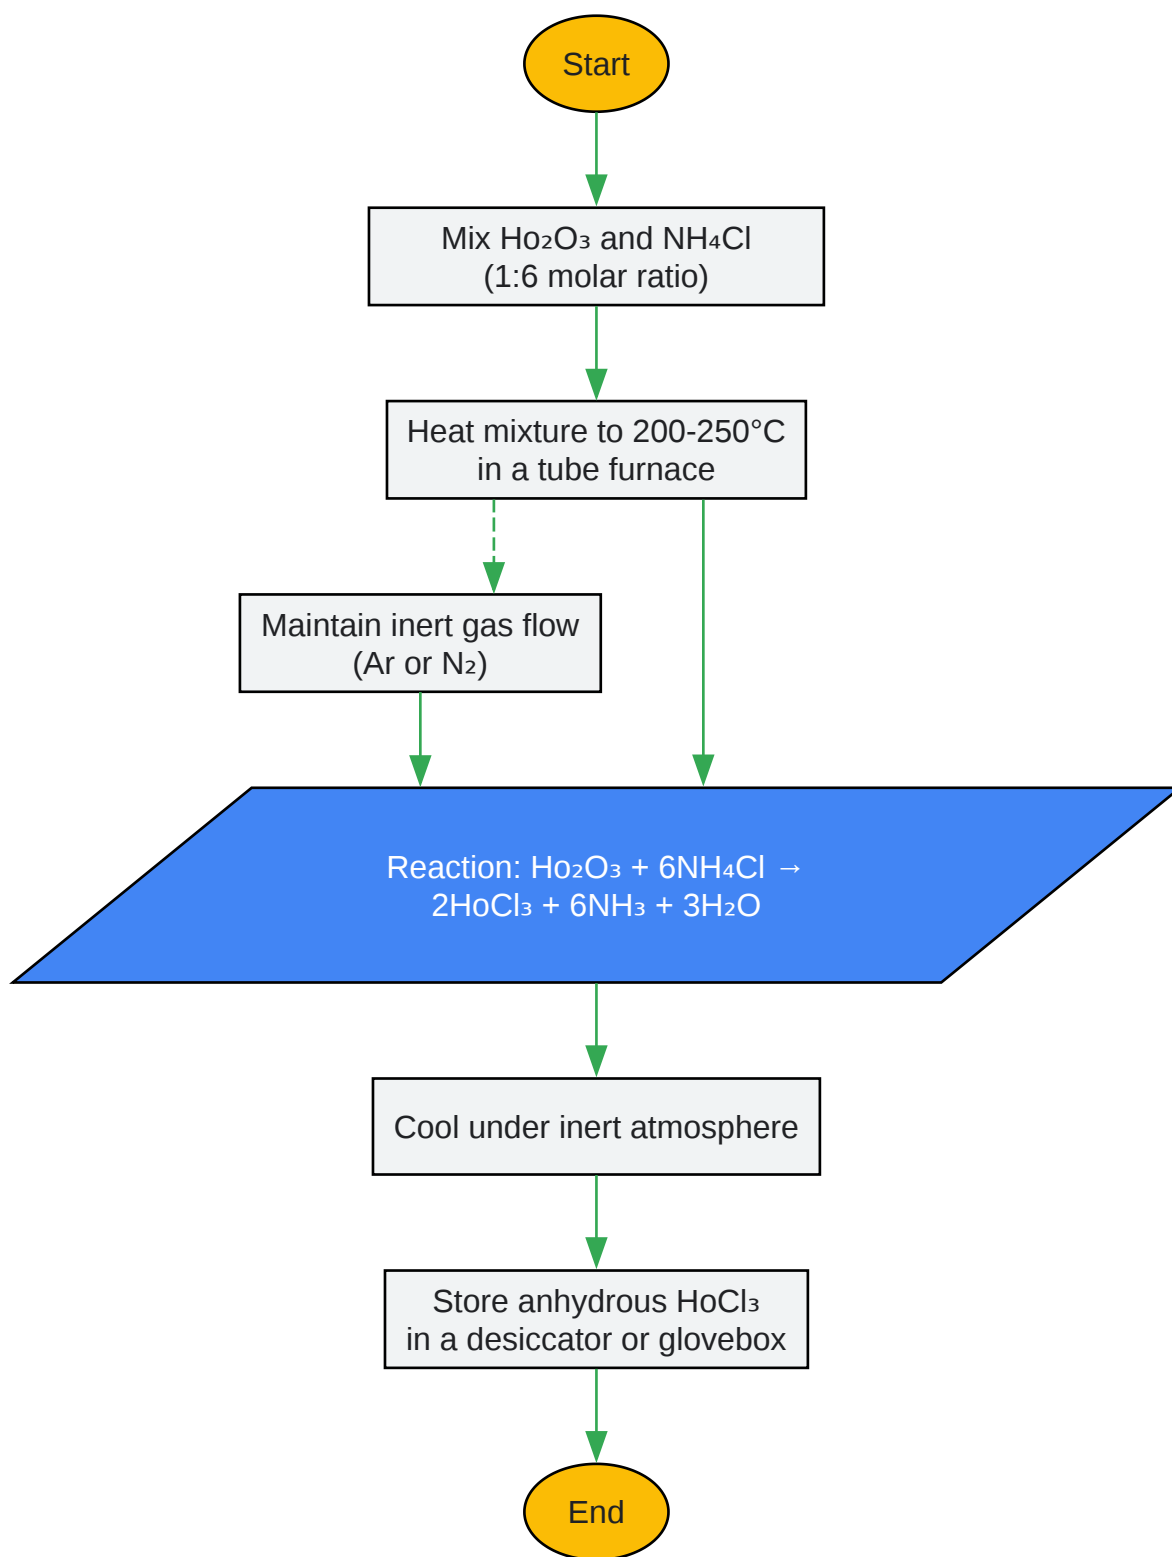 Start
Mix Ho₂O₃ and NH₄Cl
(1:6 molar ratio)
Heat mixture to 200-250°C
in a tube furnace
Maintain inert gas flow
(Ar or N₂)
Reaction: Ho₂O₃ + 6NH₄Cl →
2HoCl₃ + 6NH₃ + 3H₂O
Cool under inert atmosphere
Store anhydrous HoCl₃
in a desiccator or glovebox
End